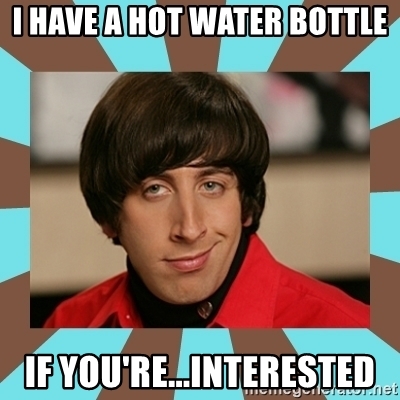 I HAVE A HOT WATER BOTTLE
IF YOU'RE...INTERESTED
memegenerator.net